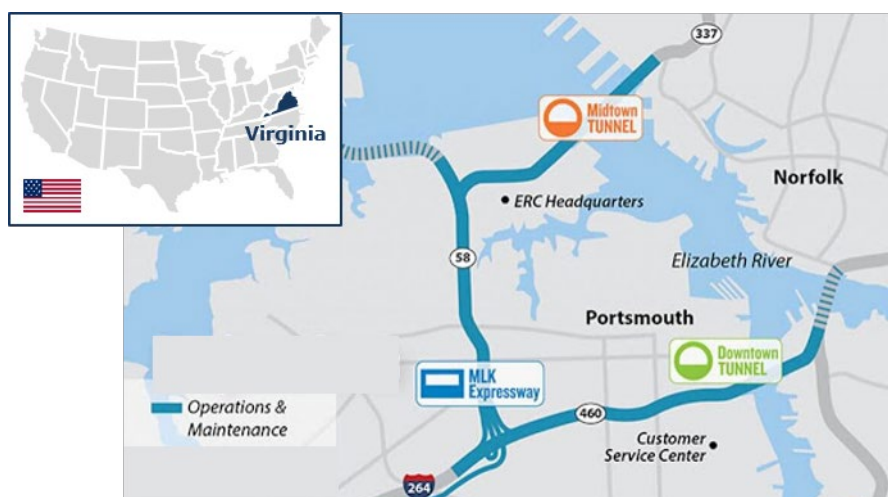 Virginia
337
Midtown
TUNNEL
Norfolk
ERC Headquarters
58
Elizabeth River
Portsmouth
Downtown
TUNNEL
MLK
Expressway
Operations &
Maintenance
460
Customer
Service Center
264